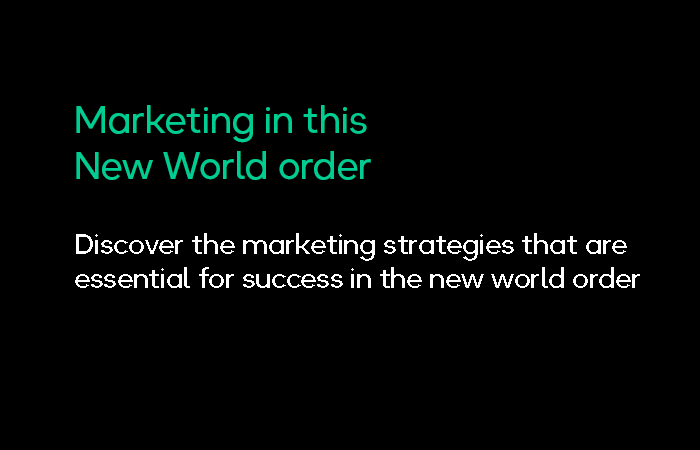 Marketing in this
New World order
Discover the marketing strategies that are
essential for success in the new world order